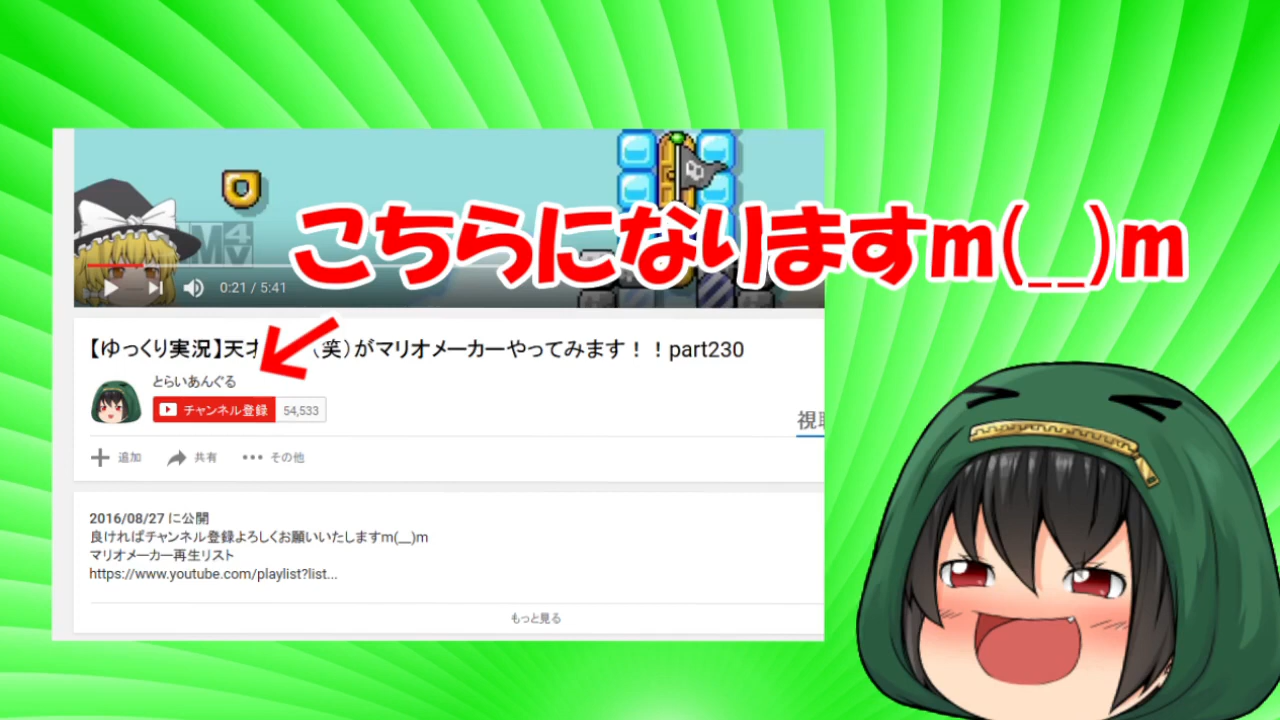 こちらになりますm(__)m
0:21 / 5:41
【ゆっくり実況】天才 (笑)がマリオメーカーやってみます！！part230
とらいあんぐる
チャンネル登録 54,533
視聴
追加 共有 その他
2016/08/27 に公開
良ければチャンネル登録よろしくお願いいたしますm(__)m
マリオメーカー再生リスト
https://www.youtube.com/playlist?list...
もっと見る